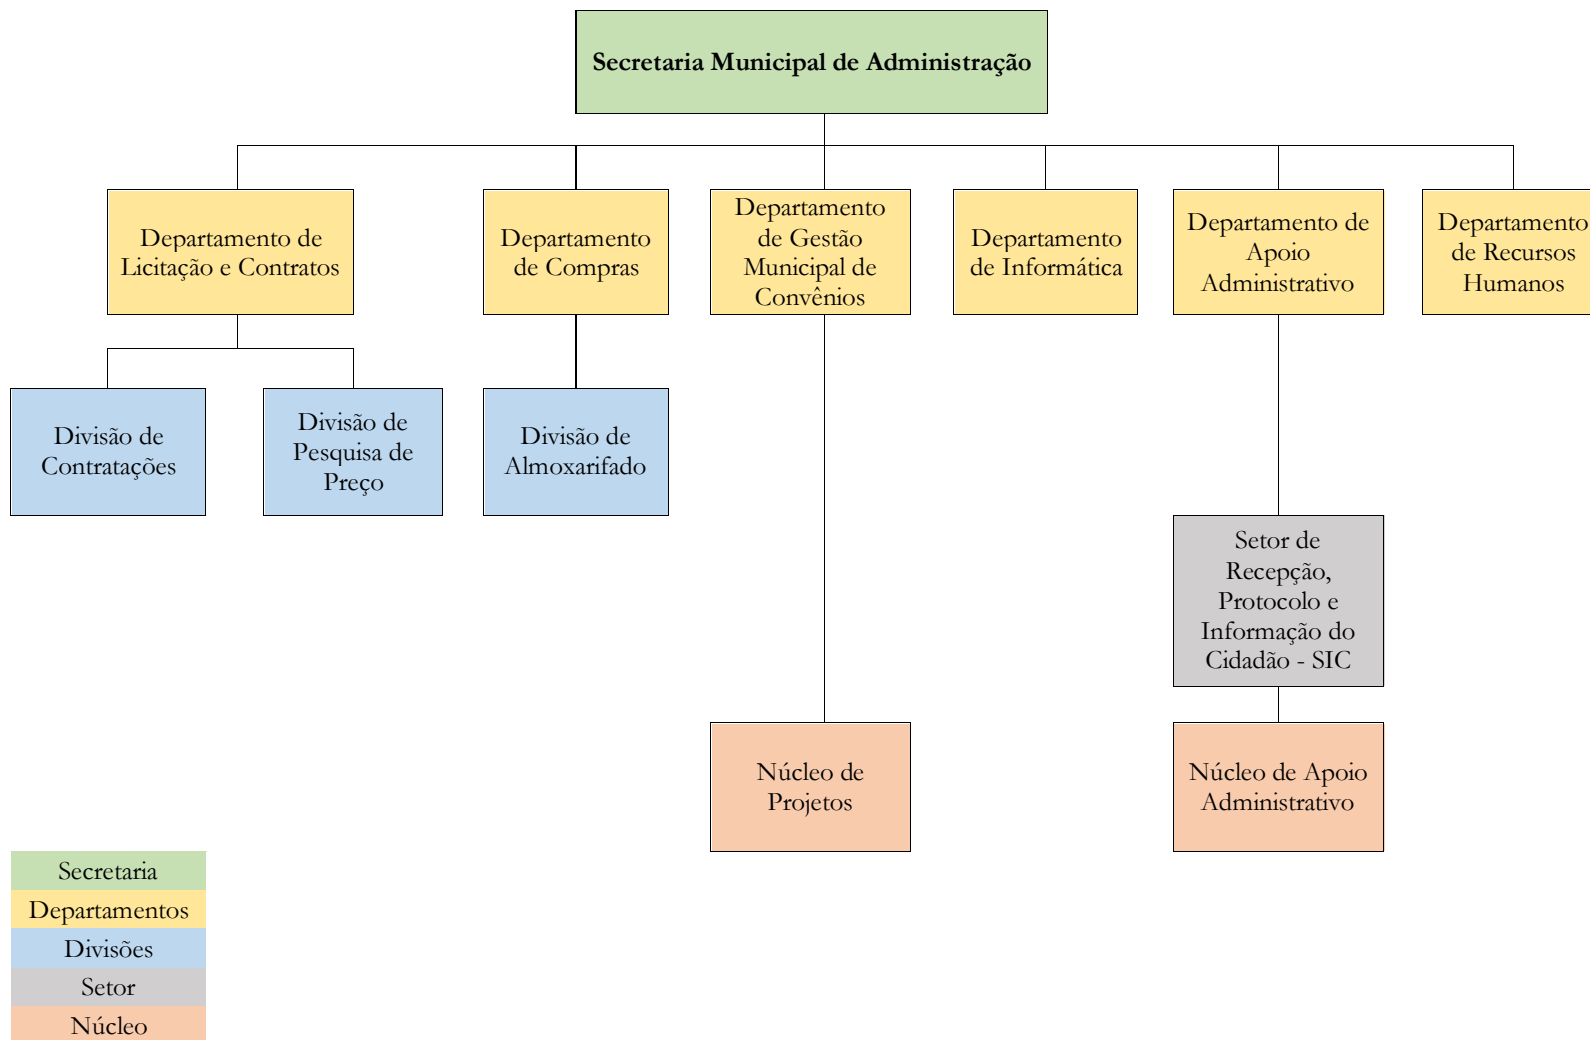 Secretaria Municipal de Administração
Departamento de
Licitação e Contratos
Departamento
de Compras
Departamento
de Gestão
Municipal de
Convênios
Departamento
de Informática
Departamento de
Apoio
Administrativo
Departamento
de Recursos
Humanos
Divisão de
Contratações
Divisão de
Pesquisa de
Preço
Divisão de
Almoxarifado
Setor de
Recepção,
Protocolo e
Informação do
Cidadão - SIC
Núcleo de
Projetos
Núcleo de Apoio
Administrativo
Secretaria
Departamentos
Divisões
Setor
Núcleo